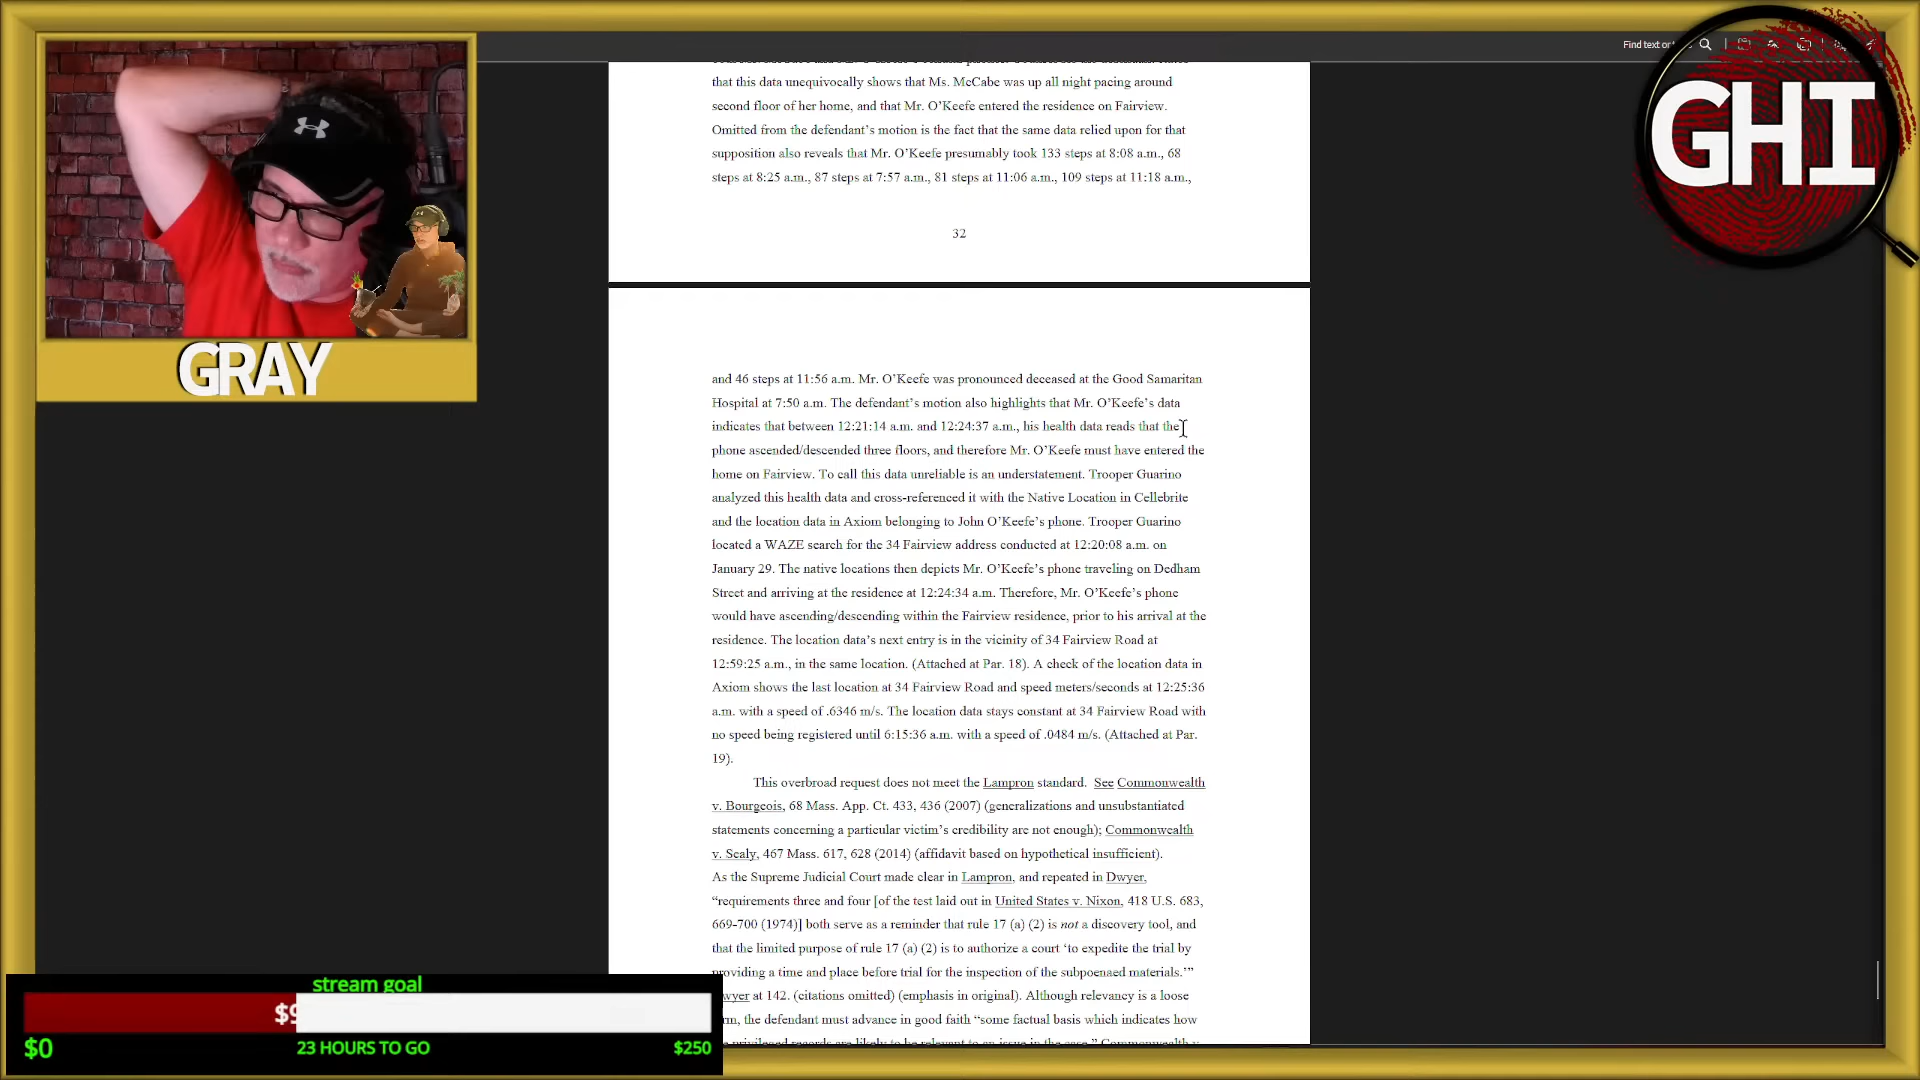 Find text or
GHI
GRAY
that this data unequivocally shows that Ms. McCabe was up all night pacing around
second floor of her home, and that Mr. O’Keefe entered the residence on Fairview.
Omitted from the defendant’s motion is the fact that the same data relied upon for that
supposition also reveals that Mr. O’Keefe presumably took 133 steps at 8:08 a.m., 68
steps at 8:25 a.m., 87 steps at 7:57 a.m., 81 steps at 11:06 a.m., 109 steps at 11:18 a.m.,
32
and 46 steps at 11:56 a.m. Mr. O’Keefe was pronounced deceased at the Good Samaritan
Hospital at 7:50 a.m. The defendant’s motion also highlights that Mr. O’Keefe’s data
indicates that between 12:21:14 a.m. and 12:24:37 a.m., his health data reads that the
phone ascended/descended three floors, and therefore Mr. O’Keefe must have entered the
home on Fairview. To call this data unreliable is an understatement. Trooper Guarino
analyzed this health data and cross-referenced it with the Native Location in Cellebrite
and the location data in Axiom belonging to John O’Keefe’s phone. Trooper Guarino
located a WAZE search for the 34 Fairview address conducted at 12:20:08 a.m. on
January 29. The native locations then depicts Mr. O’Keefe’s phone traveling on Dedham
Street and arriving at the residence at 12:24:34 a.m. Therefore, Mr. O’Keefe’s phone
would have ascending/descending within the Fairview residence, prior to his arrival at the
residence. The location data’s next entry is in the vicinity of 34 Fairview Road at
12:59:25 a.m., in the same location. (Attached at Par. 18). A check of the location data in
Axiom shows the last location at 34 Fairview Road and speed meters/seconds at 12:25:36
a.m. with a speed of .6346 m/s. The location data stays constant at 34 Fairview Road with
no speed being registered until 6:15:36 a.m. with a speed of .0484 m/s. (Attached at Par.
19).
This overbroad request does not meet the Lampron standard. See Commonwealth
v. Bourgeois, 68 Mass. App. Ct. 433, 436 (2007) (generalizations and unsubstantiated
statements concerning a particular victim’s credibility are not enough); Commonwealth
v. Sealy, 467 Mass. 617, 628 (2014) (affidavit based on hypothetical insufficient).
As the Supreme Judicial Court made clear in Lampron, and repeated in Dwyer,
“requirements three and four [of the test laid out in United States v. Nixon, 418 U.S. 683,
669-700 (1974)] both serve as a reminder that rule 17 (a) (2) is not a discovery tool, and
that the limited purpose of rule 17 (a) (2) is to authorize a court ‘to expedite the trial by
providing a time and place before trial for the inspection of the subpoenaed materials.’”
wyer at 142. (citations omitted) (emphasis in original). Although relevancy is a loose
rm, the defendant must advance in good faith “some factual basis which indicates how
privileged records are likely to be relevant to an issue in the case.” Commonwealth v.
stream goal
$9
$0
23 HOURS TO GO
$250